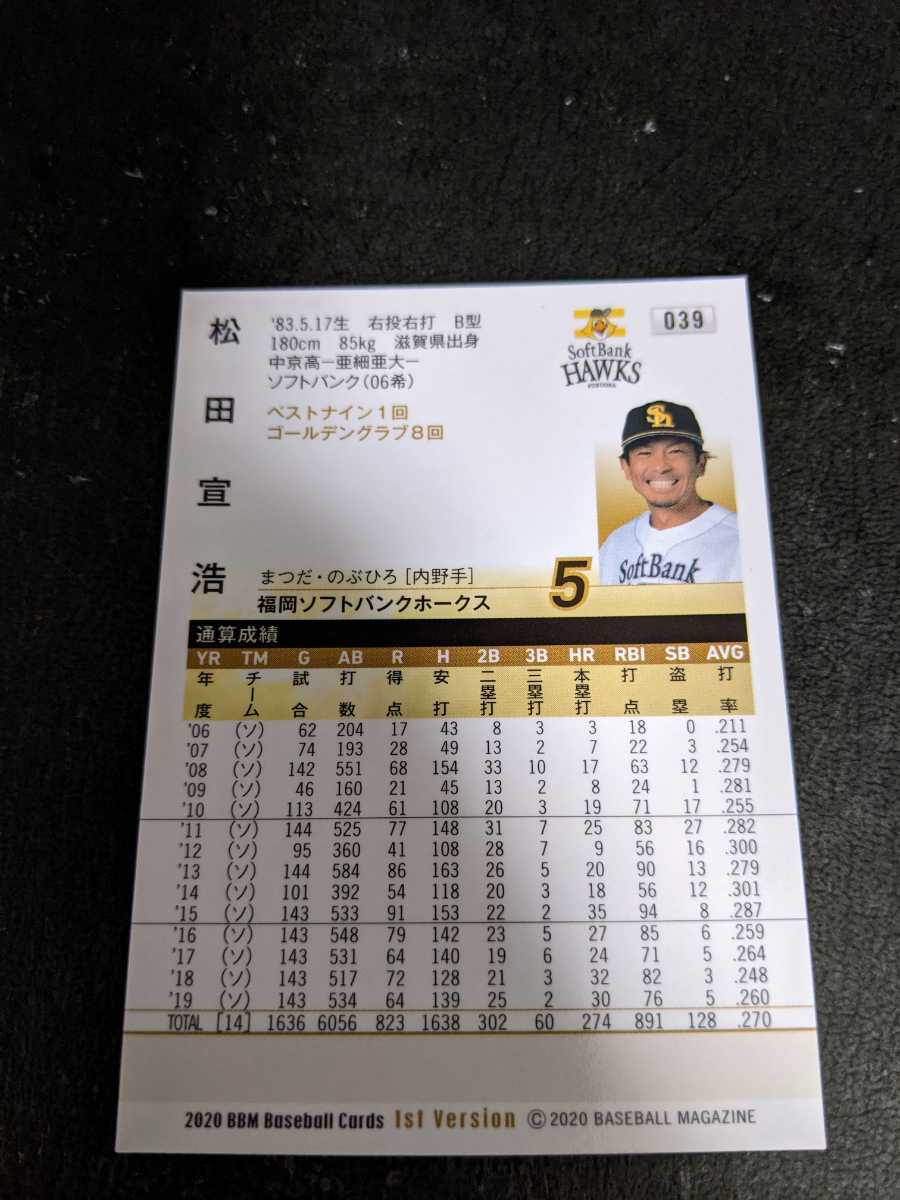 松田宣浩
'83.5.17生 右投右打 B型
180cm 85kg 滋賀県出身
中京高ー亜細亜大ー
ソフトバンク(06希)
ベストナイン1回
ゴールデングラブ8回
SoftBank
HAWKS
FUKUOKA
039
SH
SoftBank
まつだ・のぶひろ [内野手]
福岡ソフトバンクホークス
5
通算成績
YR TM G AB R H 2B 3B HR RBI SB AVG
年度 チーム 試合 打数 得点 安打 二塁打 三塁打 本塁打 打点 盗塁 打率
'06 (ソ) 62 204 17 43 8 3 3 18 0 .211
'07 (ソ) 74 193 28 49 13 2 7 22 3 .254
'08 (ソ) 142 551 68 154 33 10 17 63 12 .279
'09 (ソ) 46 160 21 45 13 2 8 24 1 .281
'10 (ソ) 113 424 61 108 20 3 19 71 17 .255
'11 (ソ) 144 525 77 148 31 7 25 83 27 .282
'12 (ソ) 95 360 41 108 28 7 9 56 16 .300
'13 (ソ) 144 584 86 163 26 5 20 90 13 .279
'14 (ソ) 101 392 54 118 20 3 18 56 12 .301
'15 (ソ) 143 533 91 153 22 2 35 94 8 .287
'16 (ソ) 143 548 79 142 23 5 27 85 6 .259
'17 (ソ) 143 531 64 140 19 6 24 71 5 .264
'18 (ソ) 143 517 72 128 21 3 32 82 3 .248
'19 (ソ) 143 534 64 139 25 2 30 76 5 .260
TOTAL [14] 1636 6056 823 1638 302 60 274 891 128 .270
2020 BBM Baseball Cards 1st Version ©2020 BASEBALL MAGAZINE